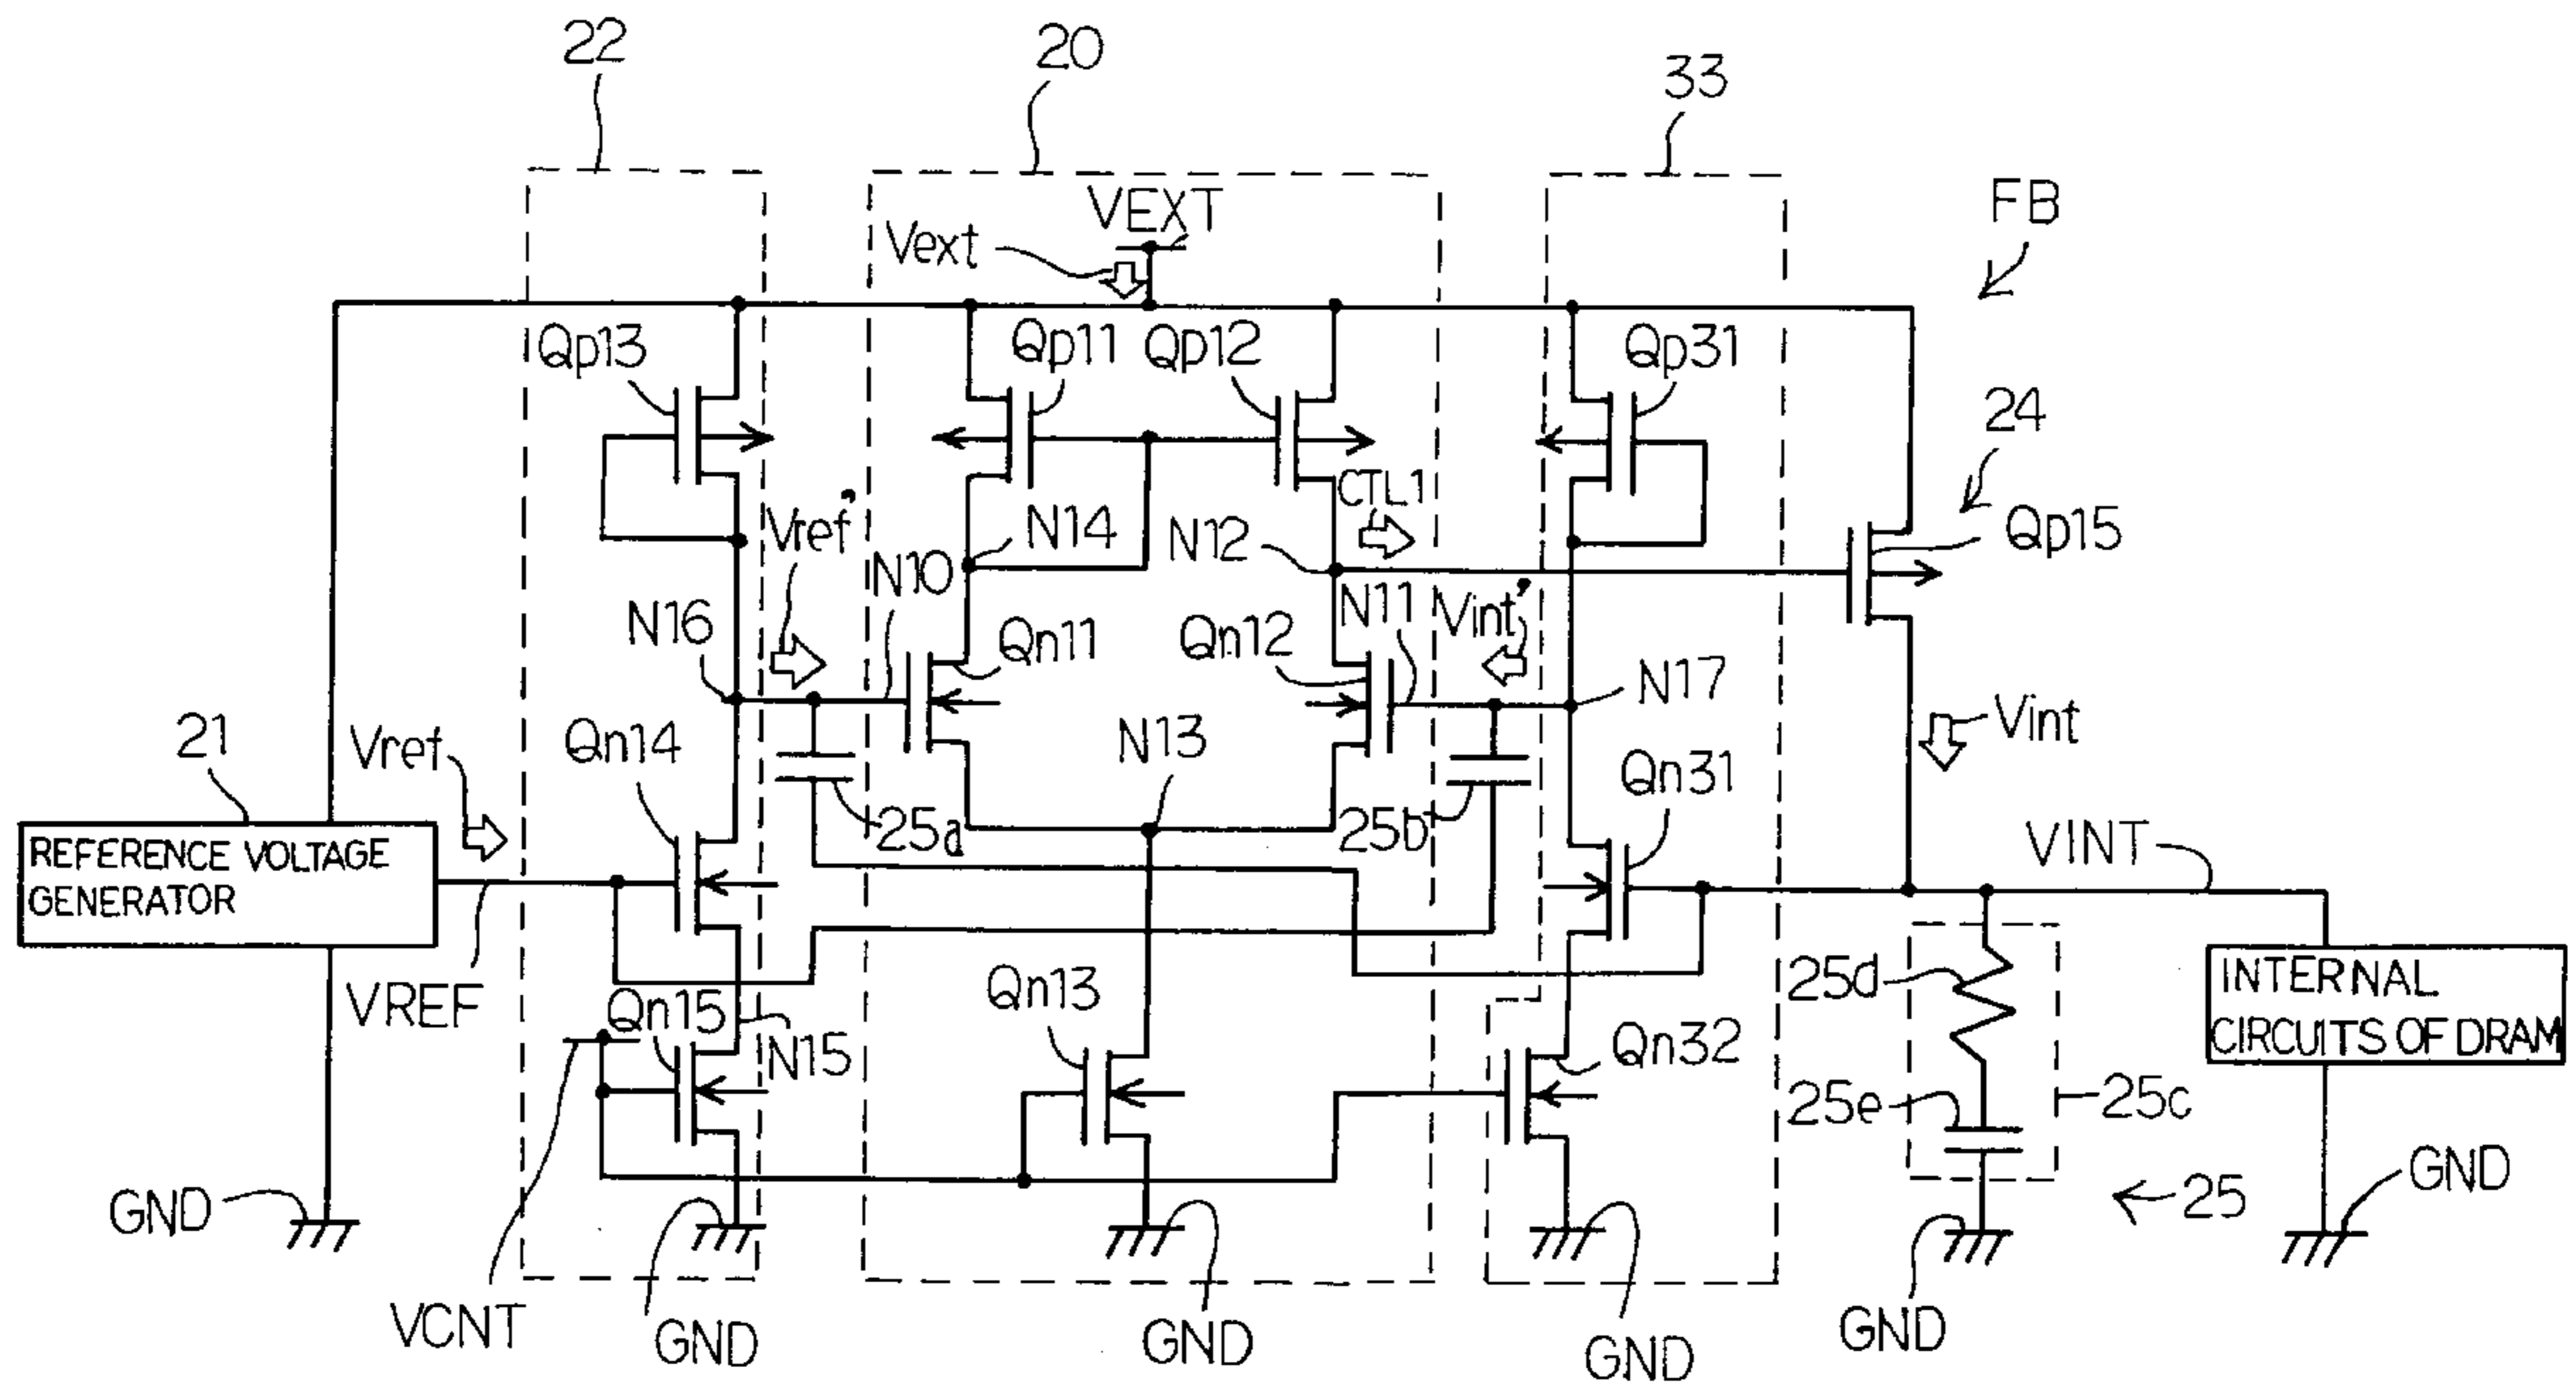 22
20
33
FB
VEXT
Vext
Qp13
Qp11
Qp12
Qp31
24
CTL1
Vref'
N14
N12
Qp15
N10
N11
Vint'
N16
Qn11
Qn12
N17
Vint
21
Vref
Qn14
N13
Qn31
25a
25b
VINT
REFERENCE VOLTAGE
GENERATOR
VREF
Qn15
N15
Qn13
Qn32
25d
INTERNAL
CIRCUITS OF DRAM
25e
25c
GND
25
GND
VCNT
GND
GND
GND
GND